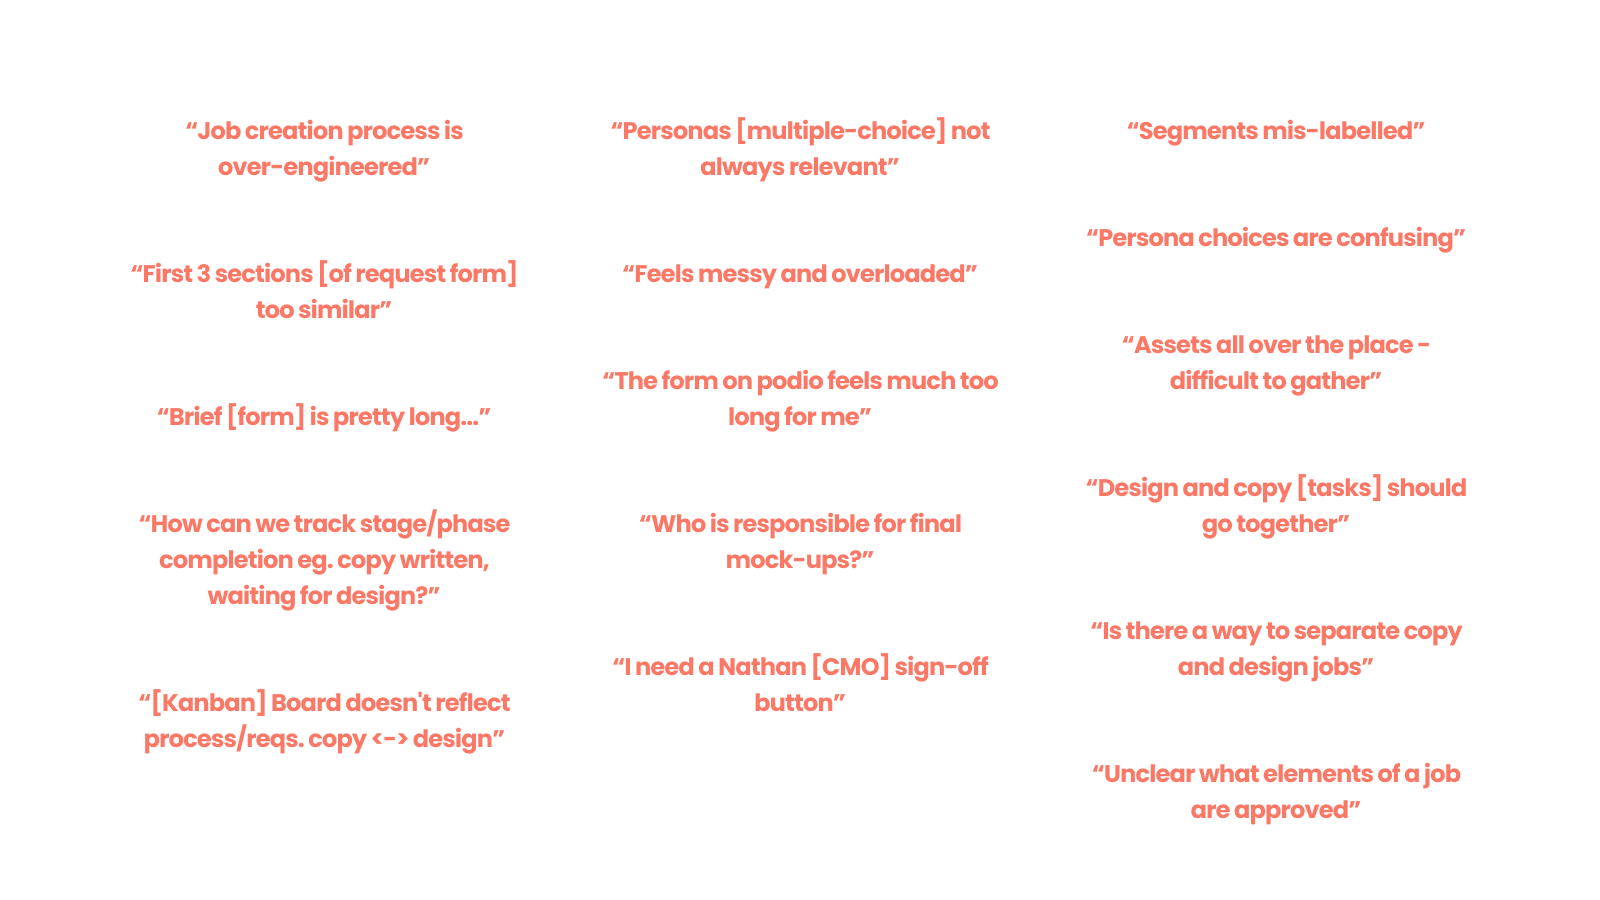 “Job creation process is
over-engineered”
“First 3 sections [of request form]
too similar”
“Brief [form] is pretty long...”
“How can we track stage/phase
completion eg. copy written,
waiting for design?”
“[Kanban] Board doesn't reflect
process/reqs. copy <-> design”
“Personas [multiple-choice] not
always relevant”
“Feels messy and overloaded”
“The form on podio feels much too
long for me”
“Who is responsible for final
mock-ups?”
“I need a Nathan [CMO] sign-off
button”
“Segments mis-labelled”
“Persona choices are confusing”
“Assets all over the place -
difficult to gather”
“Design and copy [tasks] should
go together”
“Is there a way to separate copy
and design jobs”
“Unclear what elements of a job
are approved”